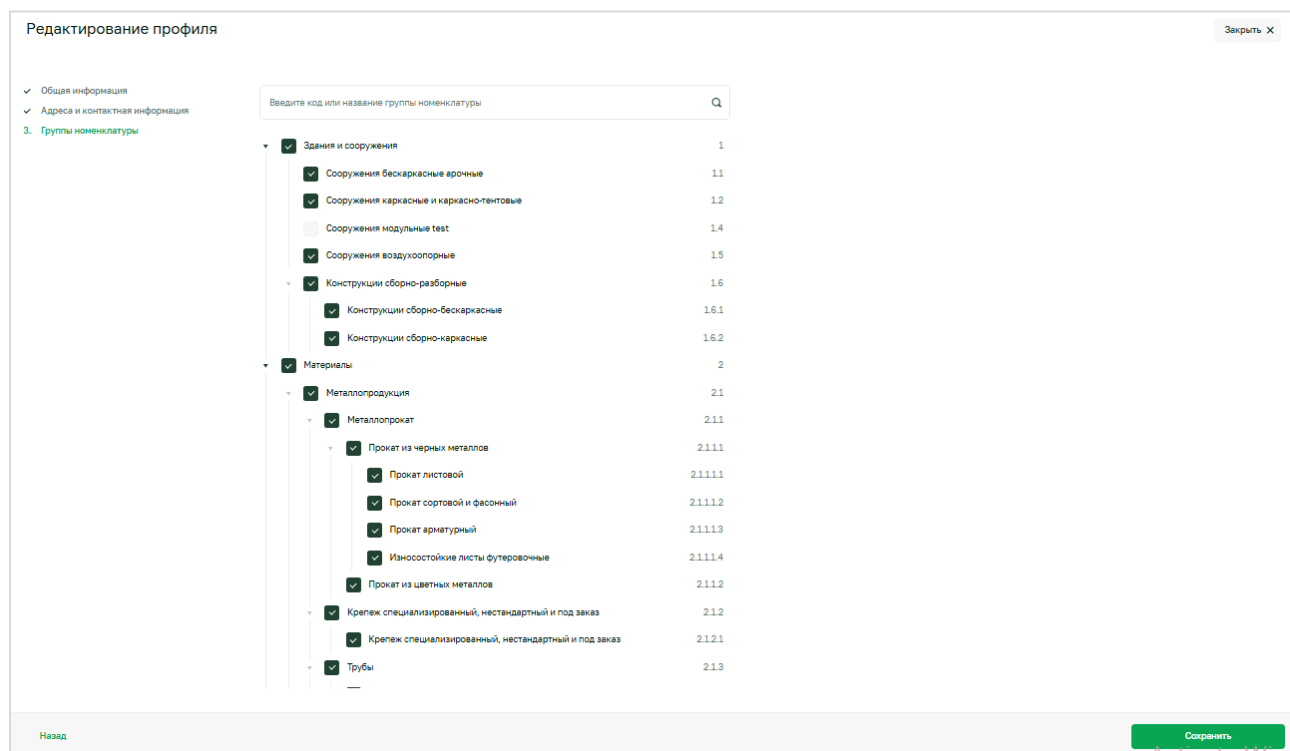 Редактирование профиля
Закрыть
Общая информация
Адреса и контактная информация
3. Группы номенклатуры
Введите код или название группы номенклатуры
Здания и сооружения 1
Сооружения бескаркасные арочные 1.1
Сооружения каркасные и каркасно-тентовые 1.2
Сооружения модульные test 1.4
Сооружения воздухоопорные 1.5
Конструкции сборно-разборные 1.6
Конструкции сборно-бескаркасные 1.6.1
Конструкции сборно-каркасные 1.6.2
Материалы 2
Металлопродукция 2.1
Металлопрокат 2.1.1
Прокат из черных металлов 2.1.1.1
Прокат листовой 2.1.1.1.1
Прокат сортовой и фасонный 2.1.1.1.2
Прокат арматурный 2.1.1.1.3
Износостойкие листы футеровочные 2.1.1.1.4
Прокат из цветных металлов 2.1.1.2
Крепеж специализированный, нестандартный и под заказ 2.1.2
Крепеж специализированный, нестандартный и под заказ 2.1.2.1
Трубы 2.1.3
Назад
Сохранить